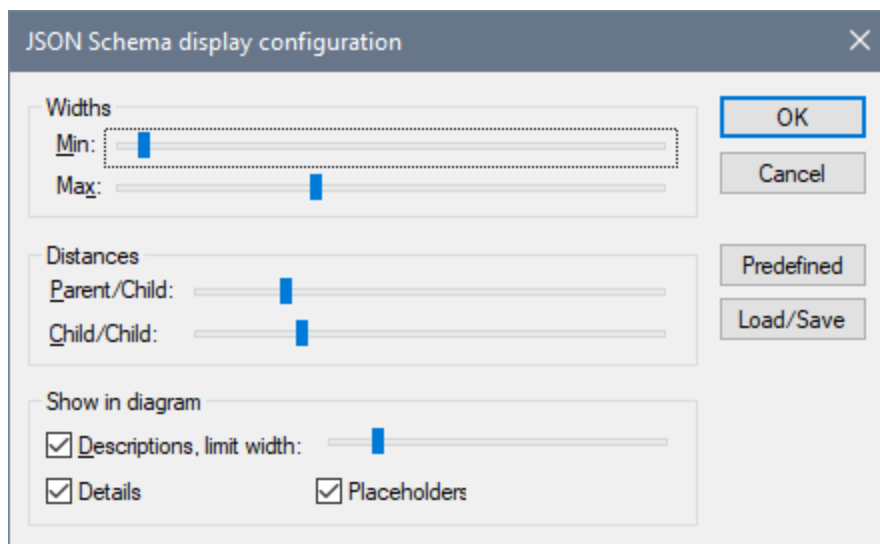 JSON Schema display configuration
Widths
Min:
Max:
OK
Cancel
Distances
Parent/Child:
Child/Child:
Predefined
Load/Save
Show in diagram
Descriptions, limit width:
Details
Placeholders